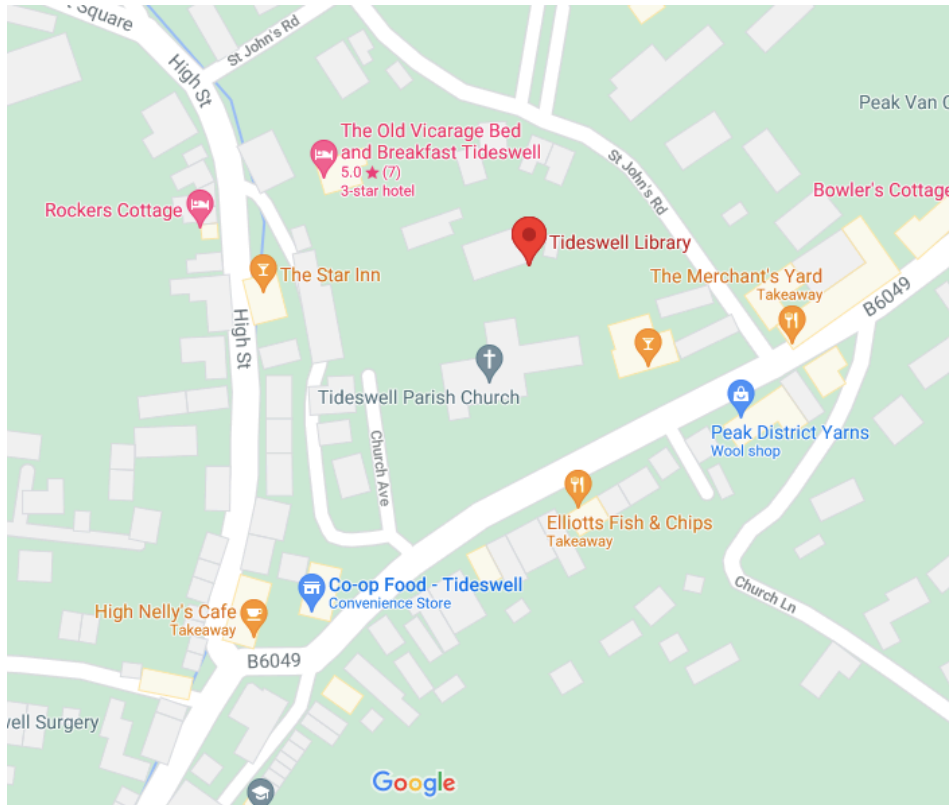 t Square
St John's Rd
High St
Peak Van C
The Old Vicarage Bed
and Breakfast Tideswell
5.0 ★ (7)
3-star hotel
St John's Rd
Bowler's Cottage
Rockers Cottage
Tideswell Library
The Star Inn
The Merchant's Yard
Takeaway
B6049
High St
Tideswell Parish Church
Church Ave
Peak District Yarns
Wool shop
Elliotts Fish & Chips
Takeaway
Co-op Food - Tideswell
Convenience Store
Church Ln
High Nelly's Cafe
Takeaway
B6049
well Surgery
Google